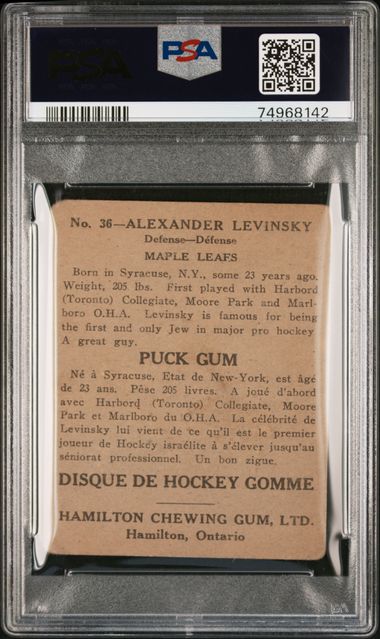 PSA
PSA
74968142
No. 36—ALEXANDER LEVINSKY
Defense—Défense
MAPLE LEAFS
Born in Syracuse, N.Y., some 23 years ago.
Weight, 205 lbs. First played with Harbord
(Toronto) Collegiate, Moore Park and Marl-
boro O.H.A. Levinsky is famous for being
the first and only Jew in major pro hockey
A great guy.
PUCK GUM
Né à Syracuse, Etat de New-York, est âgé
de 23 ans. Pêse 205 livres. A joué d'abord
avec Harbord (Toronto) Collegiate, Moore
Park et Marlboro du O.H.A. La célébrité de
Levinsky lui vient de ce qu'il est le premier
joueur de Hockey israélite à s'élever jusqu'au
séniorat professionnel. Un bon zigue.
DISQUE DE HOCKEY GOMME
HAMILTON CHEWING GUM, LTD.
Hamilton, Ontario